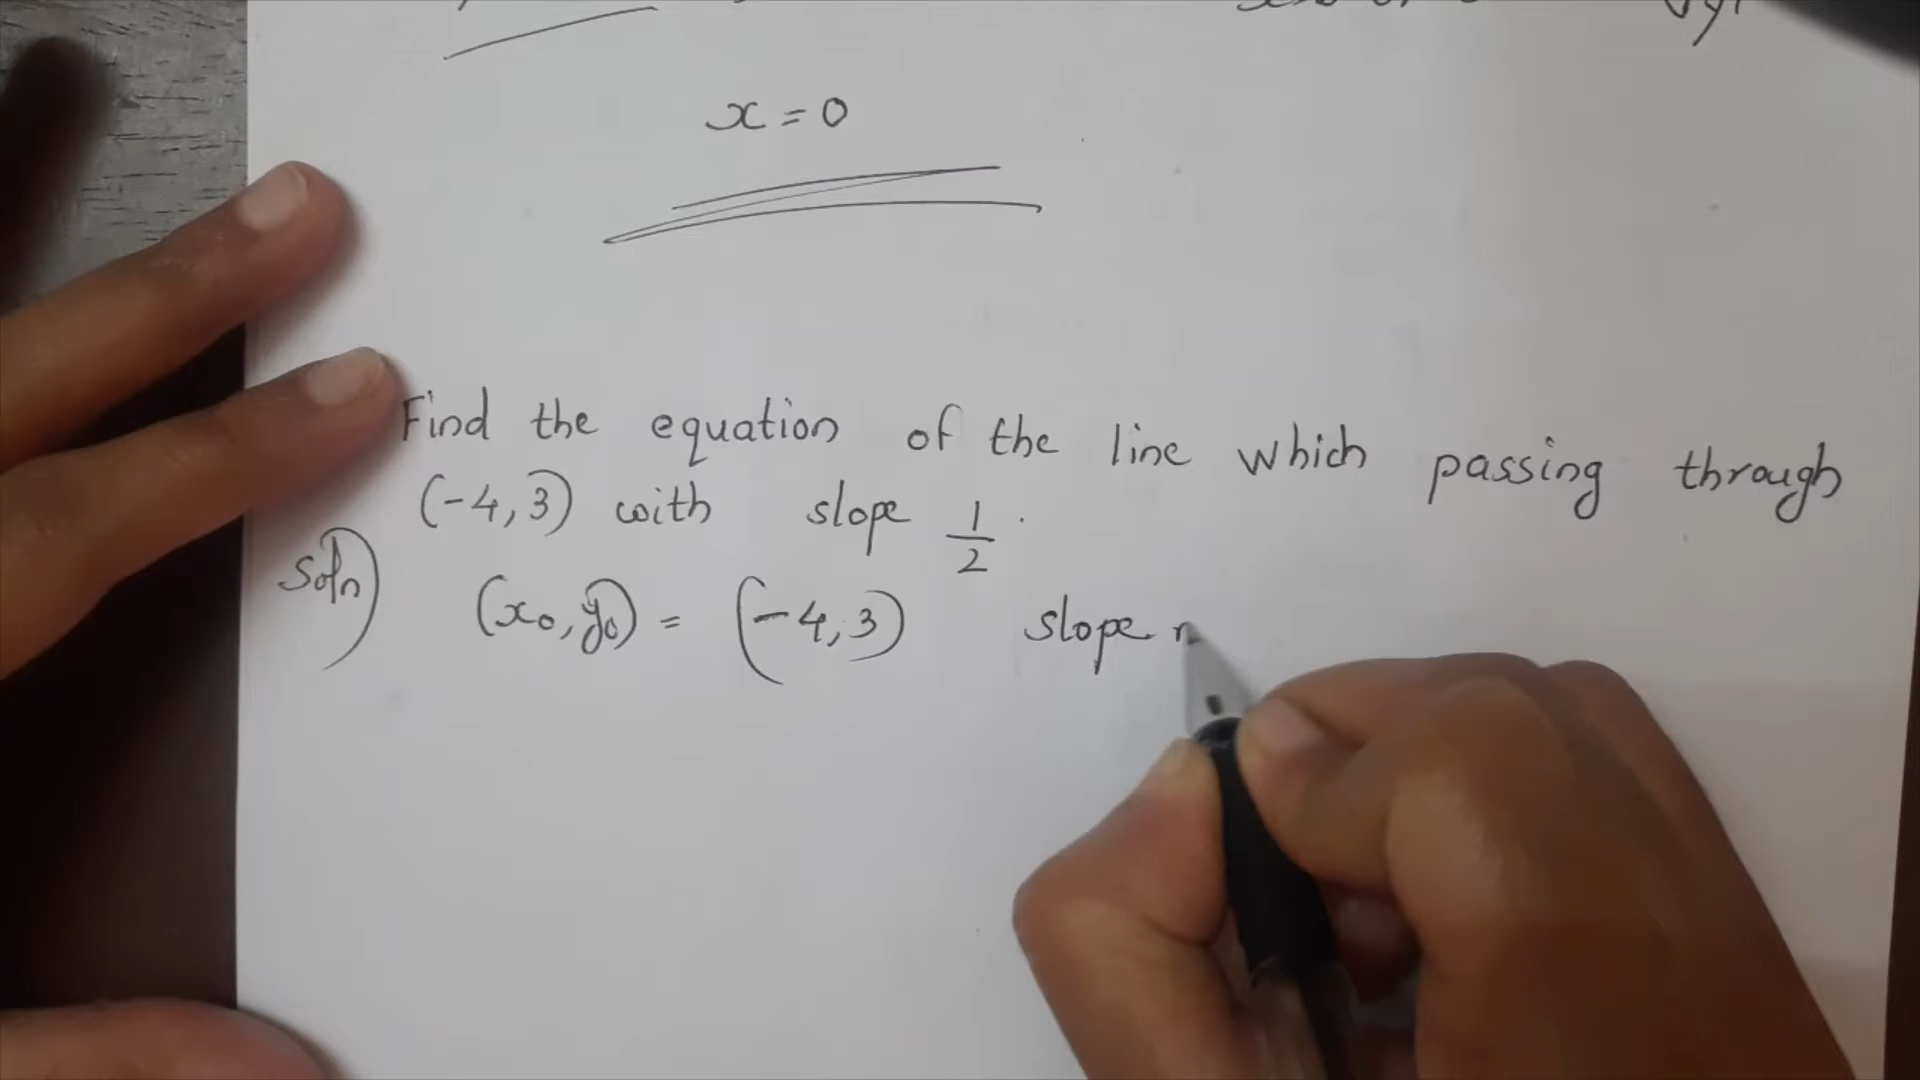 x = 0
Find the equation of the line which passing through
(-4, 3) with slope 1/2 .
Soln) (x₀, y₀) = (-4, 3) slope